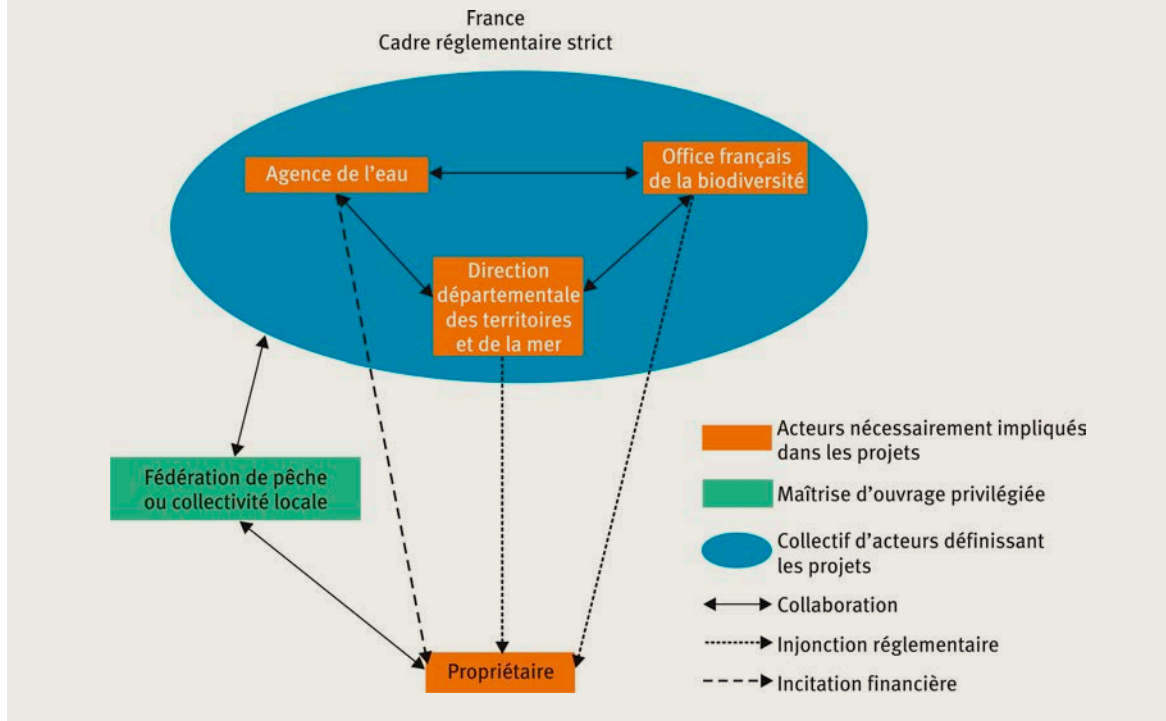 France
Cadre réglementaire strict
Agence de l'eau
Office français
de la biodiversité
Direction
départementale
des territoires
et de la mer
Fédération de pêche
ou collectivité locale
Propriétaire
Acteurs nécessairement impliqués
dans les projets
Maîtrise d'ouvrage privilégiée
Collectif d'acteurs définissant
les projets
Collaboration
Injonction réglementaire
Incitation financière